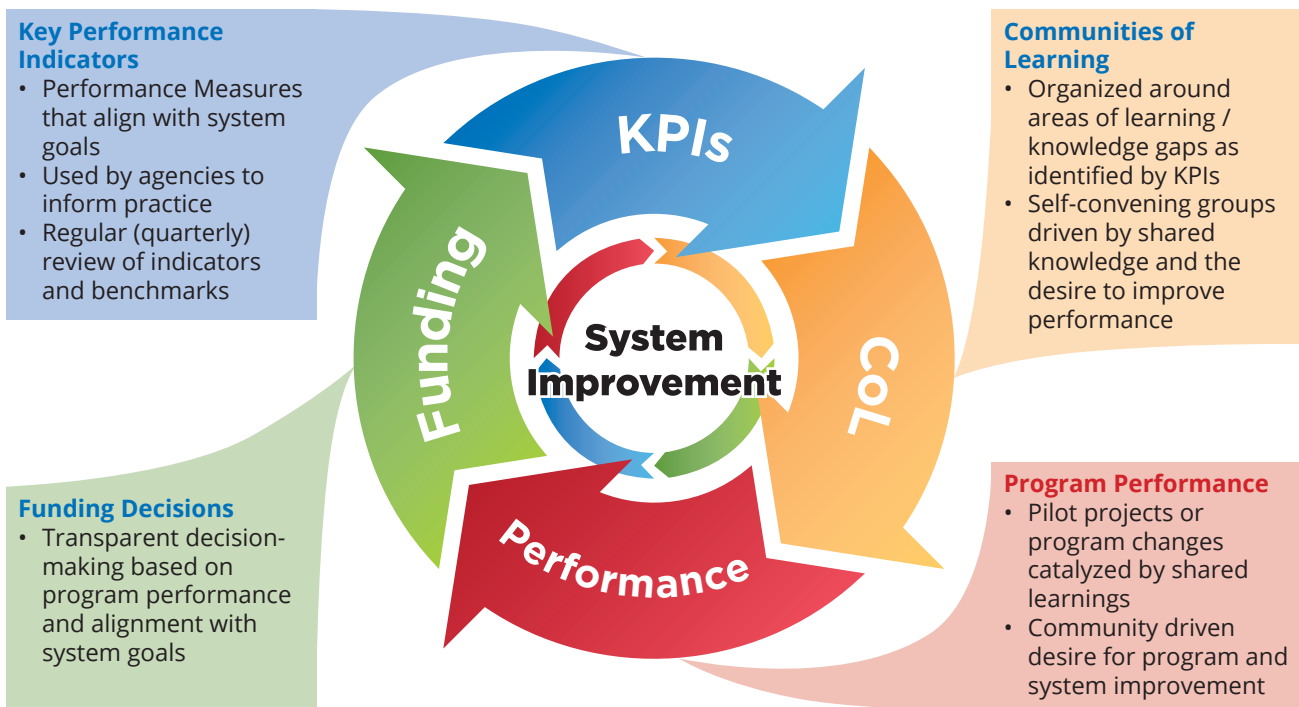 Key Performance
Indicators
• Performance Measures
that align with system
goals
• Used by agencies to
inform practice
• Regular (quarterly)
review of indicators
and benchmarks
Communities of
Learning
• Organized around
areas of learning /
knowledge gaps as
identified by KPIs
• Self-convening groups
driven by shared
knowledge and the
desire to improve
performance
KPIs
CoL
Performance
Funding
System
Improvement
Funding Decisions
• Transparent decision-
making based on
program performance
and alignment with
system goals
Program Performance
• Pilot projects or
program changes
catalyzed by shared
learnings
• Community driven
desire for program and
system improvement